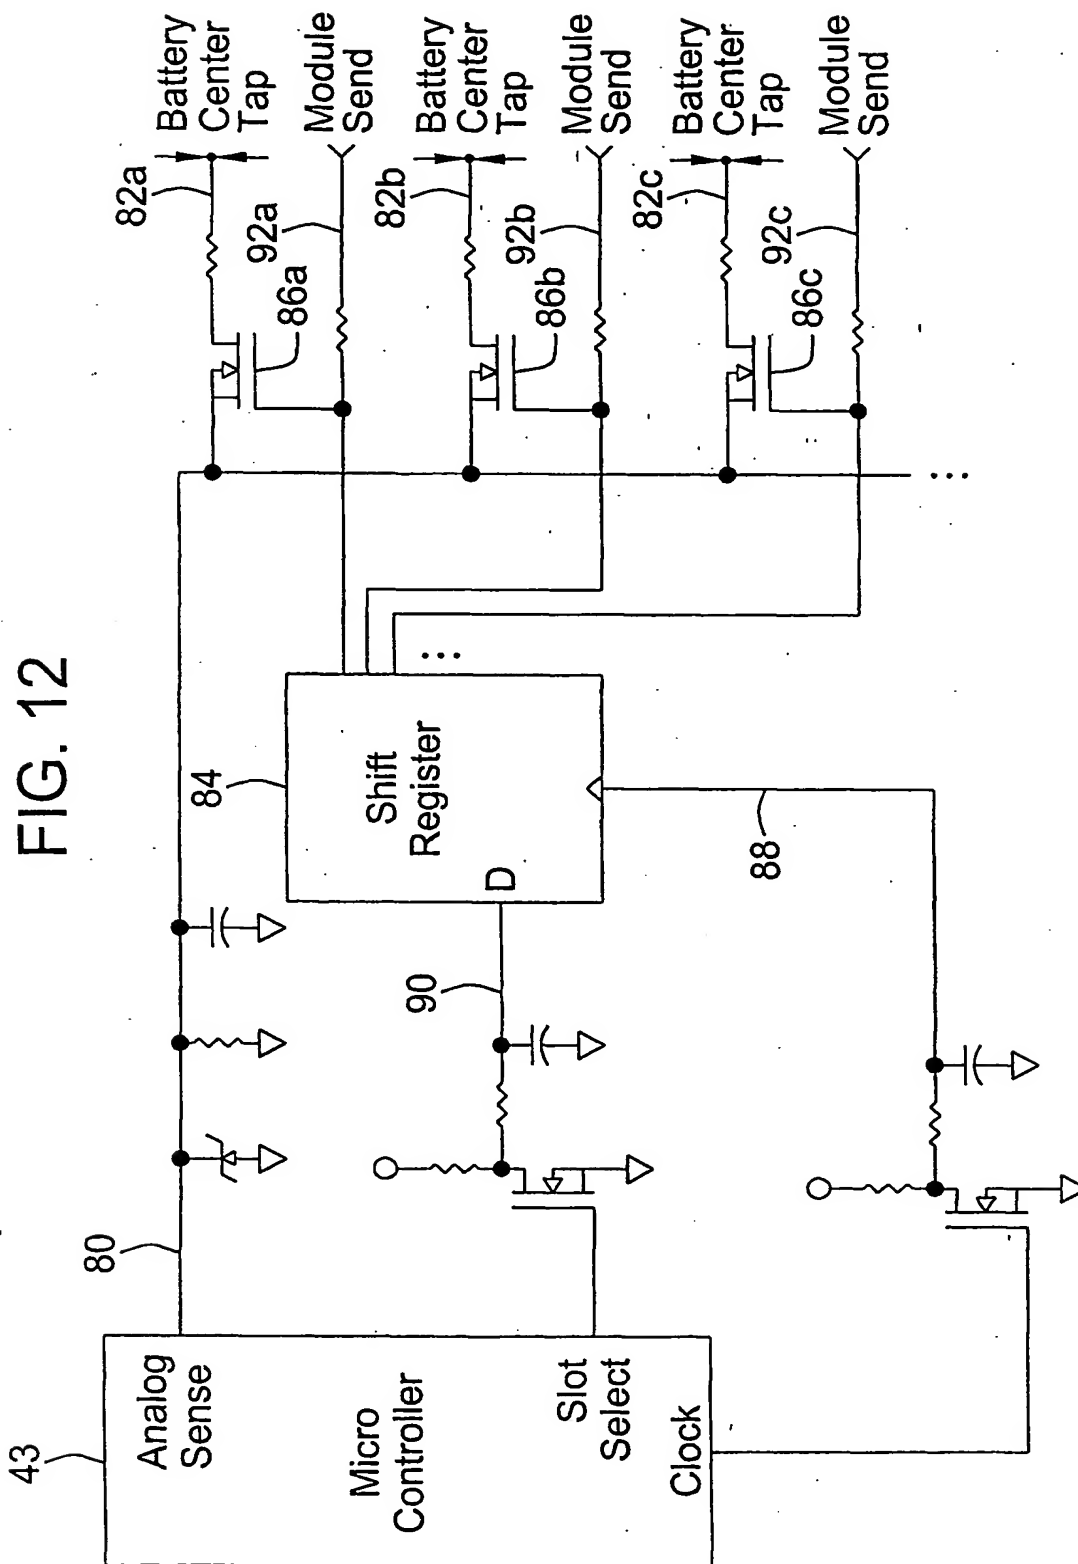 FIG. 12
43
Analog
Sense
Micro
Controller
Slot
Select
Clock
80
90
84
Shift
Register
D
88
82a
Battery
Center
Tap
92a
Module
Send
86a
82b
Battery
Center
Tap
92b
Module
Send
86b
82c
Battery
Center
Tap
92c
Module
Send
86c
...
...